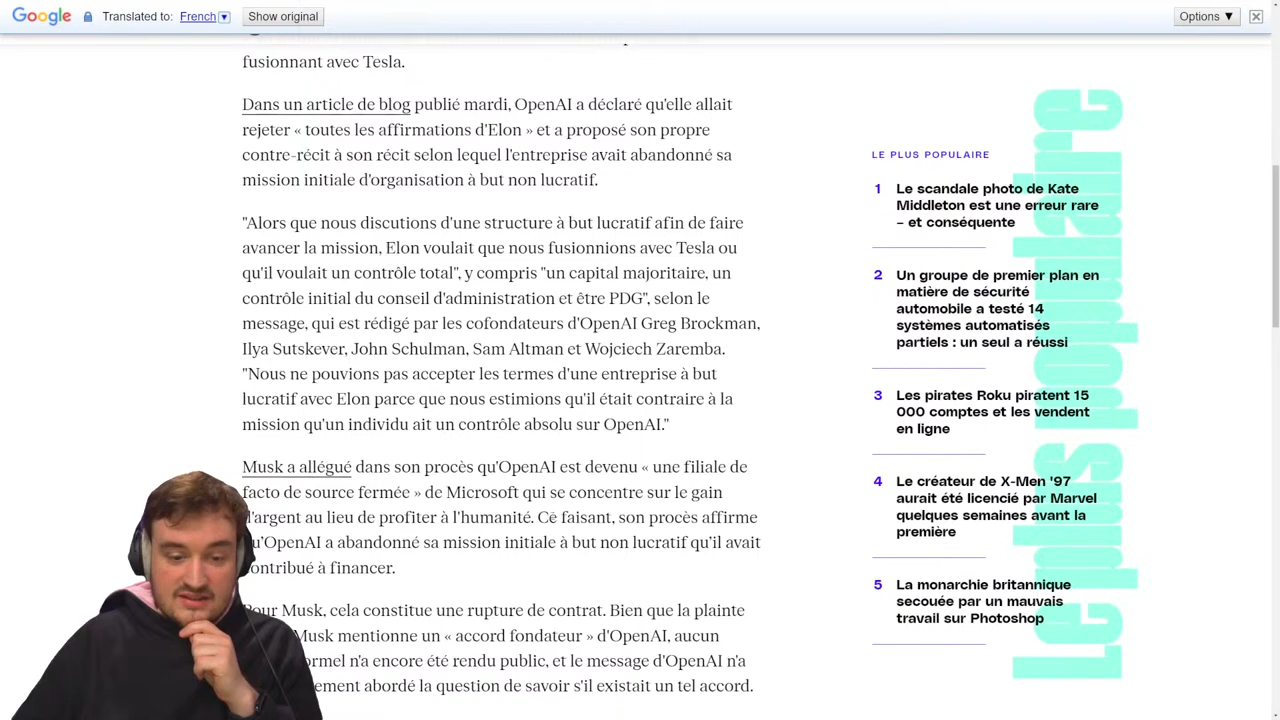 Google Translated to: French Show original Options
fusionnant avec Tesla.
Dans un article de blog publié mardi, OpenAI a déclaré qu'elle allait
rejeter « toutes les affirmations d'Elon » et a proposé son propre
contre-récit à son récit selon lequel l'entreprise avait abandonné sa
mission initiale d'organisation à but non lucratif.
"Alors que nous discutions d'une structure à but lucratif afin de faire
avancer la mission, Elon voulait que nous fusionnions avec Tesla ou
qu'il voulait un contrôle total", y compris "un capital majoritaire, un
contrôle initial du conseil d'administration et être PDG", selon le
message, qui est rédigé par les cofondateurs d'OpenAI Greg Brockman,
Ilya Sutskever, John Schulman, Sam Altman et Wojciech Zaremba.
"Nous ne pouvions pas accepter les termes d'une entreprise à but
lucratif avec Elon parce que nous estimions qu'il était contraire à la
mission qu'un individu ait un contrôle absolu sur OpenAI."
Musk a allégué dans son procès qu'OpenAI est devenu « une filiale de
facto de source fermée » de Microsoft qui se concentre sur le gain
d'argent au lieu de profiter à l'humanité. Ce faisant, son procès affirme
qu'OpenAI a abandonné sa mission initiale à but non lucratif qu'il avait
contribué à financer.
Pour Musk, cela constitue une rupture de contrat. Bien que la plainte
Musk mentionne un « accord fondateur » d'OpenAI, aucun
n'a encore été rendu public, et le message d'OpenAI n'a
abordé la question de savoir s'il existait un tel accord.
Le plus populaire
LE PLUS POPULAIRE
1 Le scandale photo de Kate
Middleton est une erreur rare
– et conséquente
2 Un groupe de premier plan en
matière de sécurité
automobile a testé 14
systèmes automatisés
partiels : un seul a réussi
3 Les pirates Roku piratent 15
000 comptes et les vendent
en ligne
4 Le créateur de X-Men '97
aurait été licencié par Marvel
quelques semaines avant la
première
5 La monarchie britannique
secouée par un mauvais
travail sur Photoshop